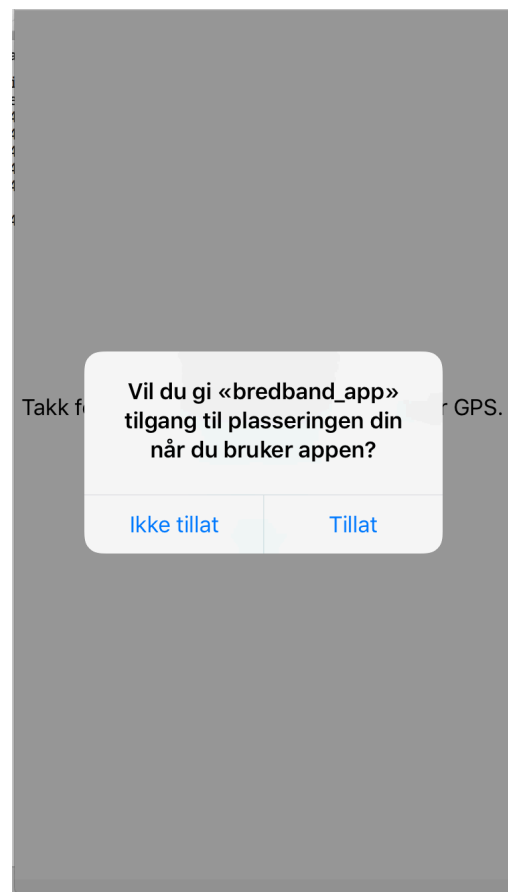 Vil du gi «bredband_app»
tilgang til plasseringen din
når du bruker appen?
Takk
GPS.
Ikke tillat
Tillat